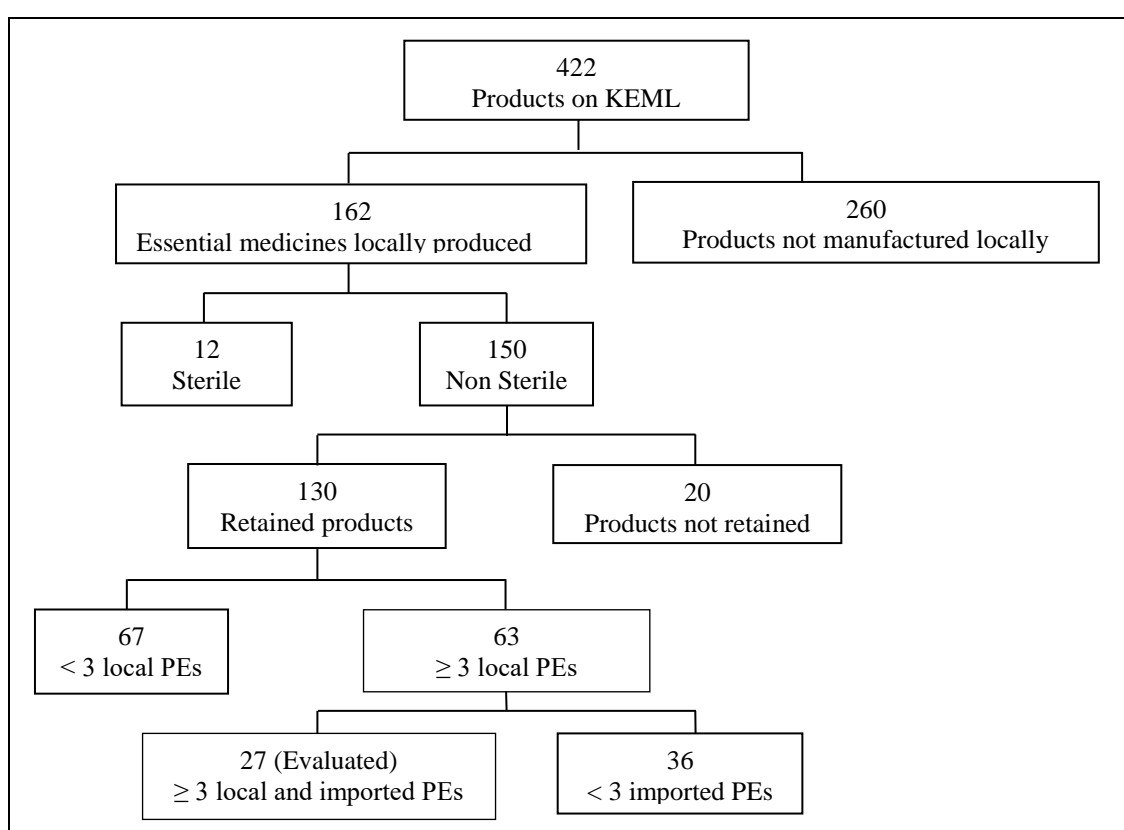 422
Products on KEML
162
Essential medicines locally produced
260
Products not manufactured locally
12
Sterile
150
Non Sterile
130
Retained products
20
Products not retained
67
< 3 local PEs
63
≥ 3 local PEs
27 (Evaluated)
≥ 3 local and imported PEs
36
< 3 imported PEs